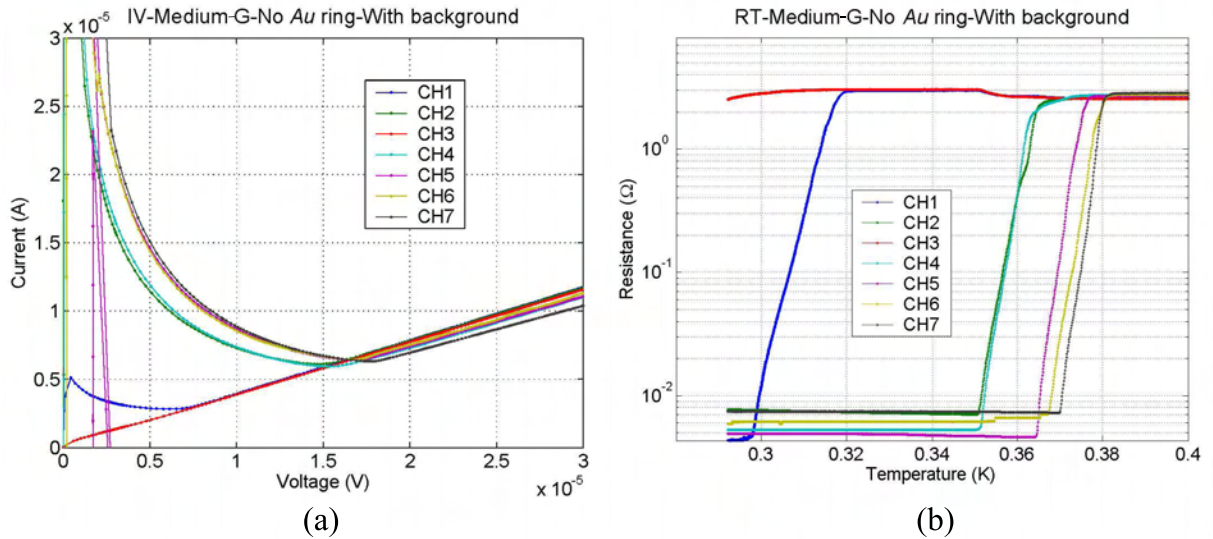 IV-Medium-G-No Au ring-With background
Current (A)
x 10^-5
3
2.5
2
1.5
1
0.5
0
CH1
CH2
CH3
CH4
CH5
CH6
CH7
0 0.5 1 1.5 2 2.5 3
Voltage (V)
x 10^-5
(a)
RT-Medium-G-No Au ring-With background
Resistance (Ω)
10^0
10^-1
10^-2
CH1
CH2
CH3
CH4
CH5
CH6
CH7
0.3 0.32 0.34 0.36 0.38 0.4
Temperature (K)
(b)